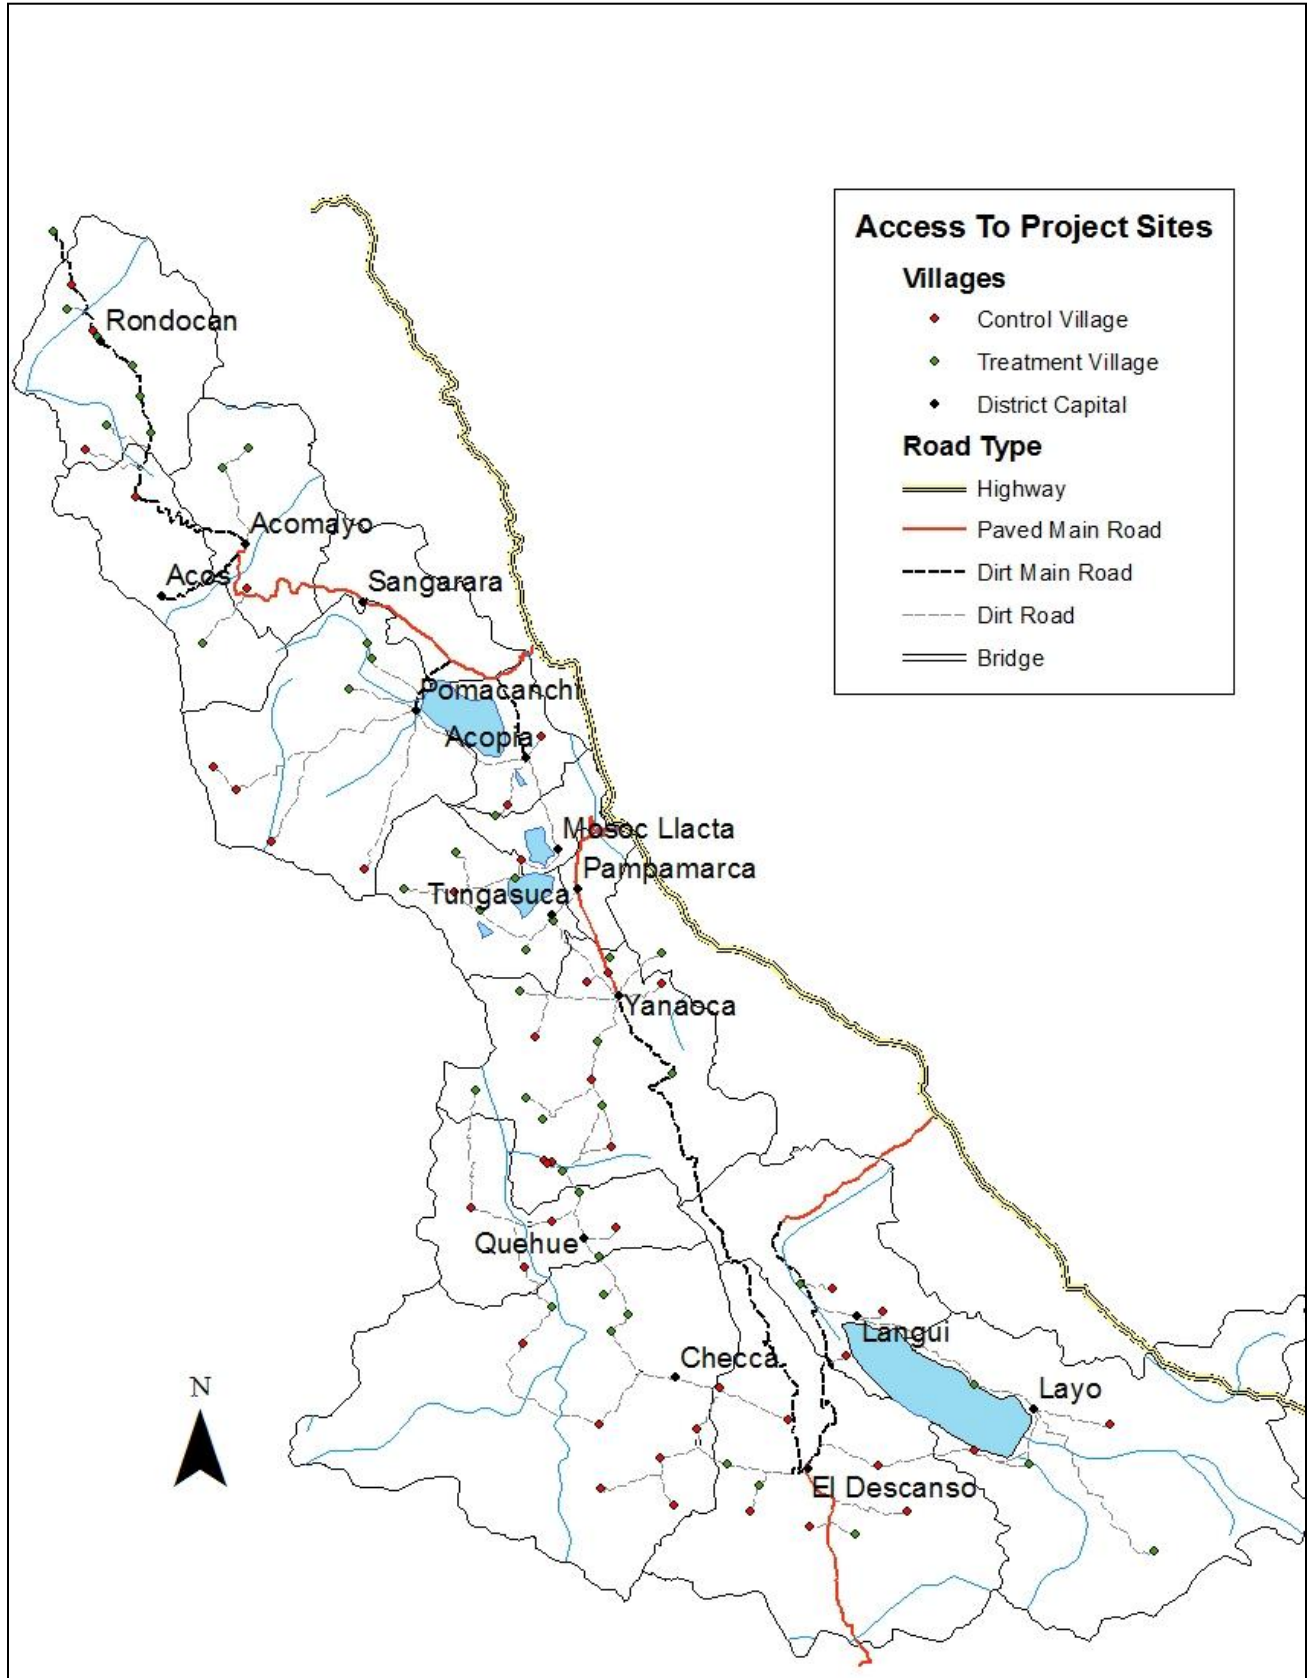 Access To Project Sites
Villages
Control Village
Treatment Village
District Capital
Road Type
Highway
Paved Main Road
Dirt Main Road
Dirt Road
Bridge
Rondocan
Acomayo
Acos
Sangarara
Pomacanchi
Acopia
Mosoc Llacta
Pampamarca
Tungasuca
Yanaoca
Quehue
Langui
Checca
Layo
El Descanso
N